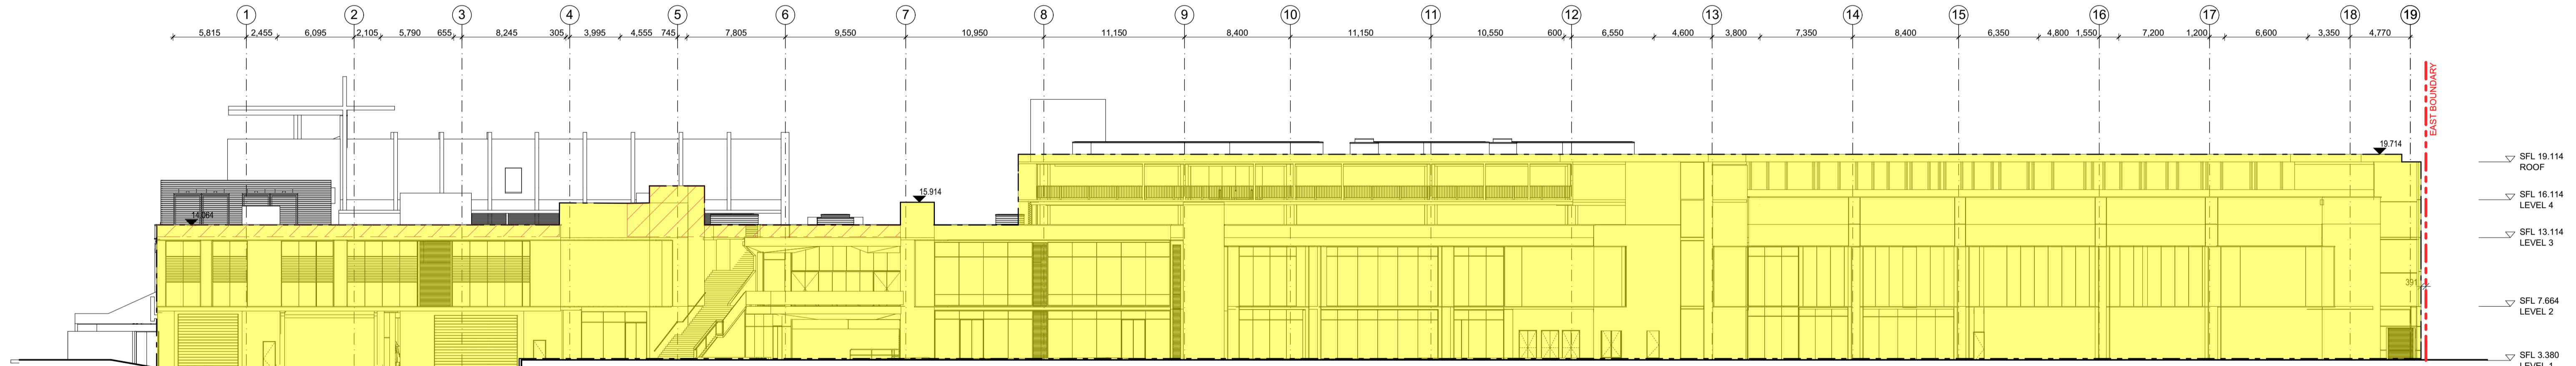 1 2 3 4 5 6 7 8 9 10 11 12 13 14 15 16 17 18 19
5,815 2,455 6,095 2,105 5,790 655 8,245 305 3,995 4,555 745 7,805 9,550 10,950 11,150 8,400 11,150 10,550 600 6,550 4,600 3,800 7,350 8,400 6,350 4,800 1,550 7,200 1,200 6,600 3,350 4,770
EAST BOUNDARY
19.714
SFL 19.114
ROOF
15.914
SFL 16.114
LEVEL 4
14.064
SFL 13.114
LEVEL 3
391
SFL 7.664
LEVEL 2
SFL 3.380
LEVEL 1